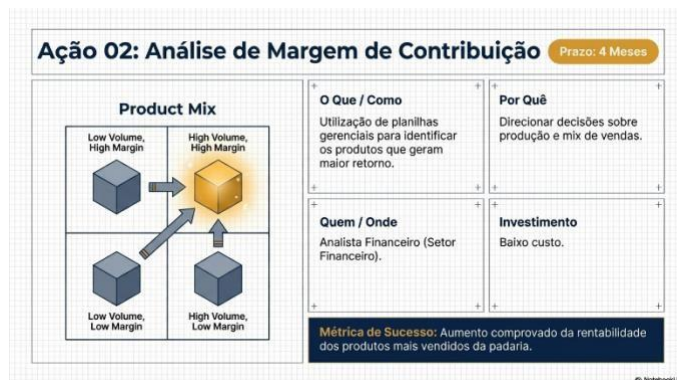 Ação 02: Análise de Margem de Contribuição
Prazo: 4 Meses
Product Mix
Low Volume,
High Margin
High Volume,
High Margin
Low Volume,
Low Margin
High Volume,
Low Margin
O Que / Como
Utilização de planilhas
gerenciais para identificar
os produtos que geram
maior retorno.
Por Quê
Direcionar decisões sobre
produção e mix de vendas.
Quem / Onde
Analista Financeiro (Setor
Financeiro).
Investimento
Baixo custo.
Métrica de Sucesso: Aumento comprovado da rentabilidade
dos produtos mais vendidos da padaria.